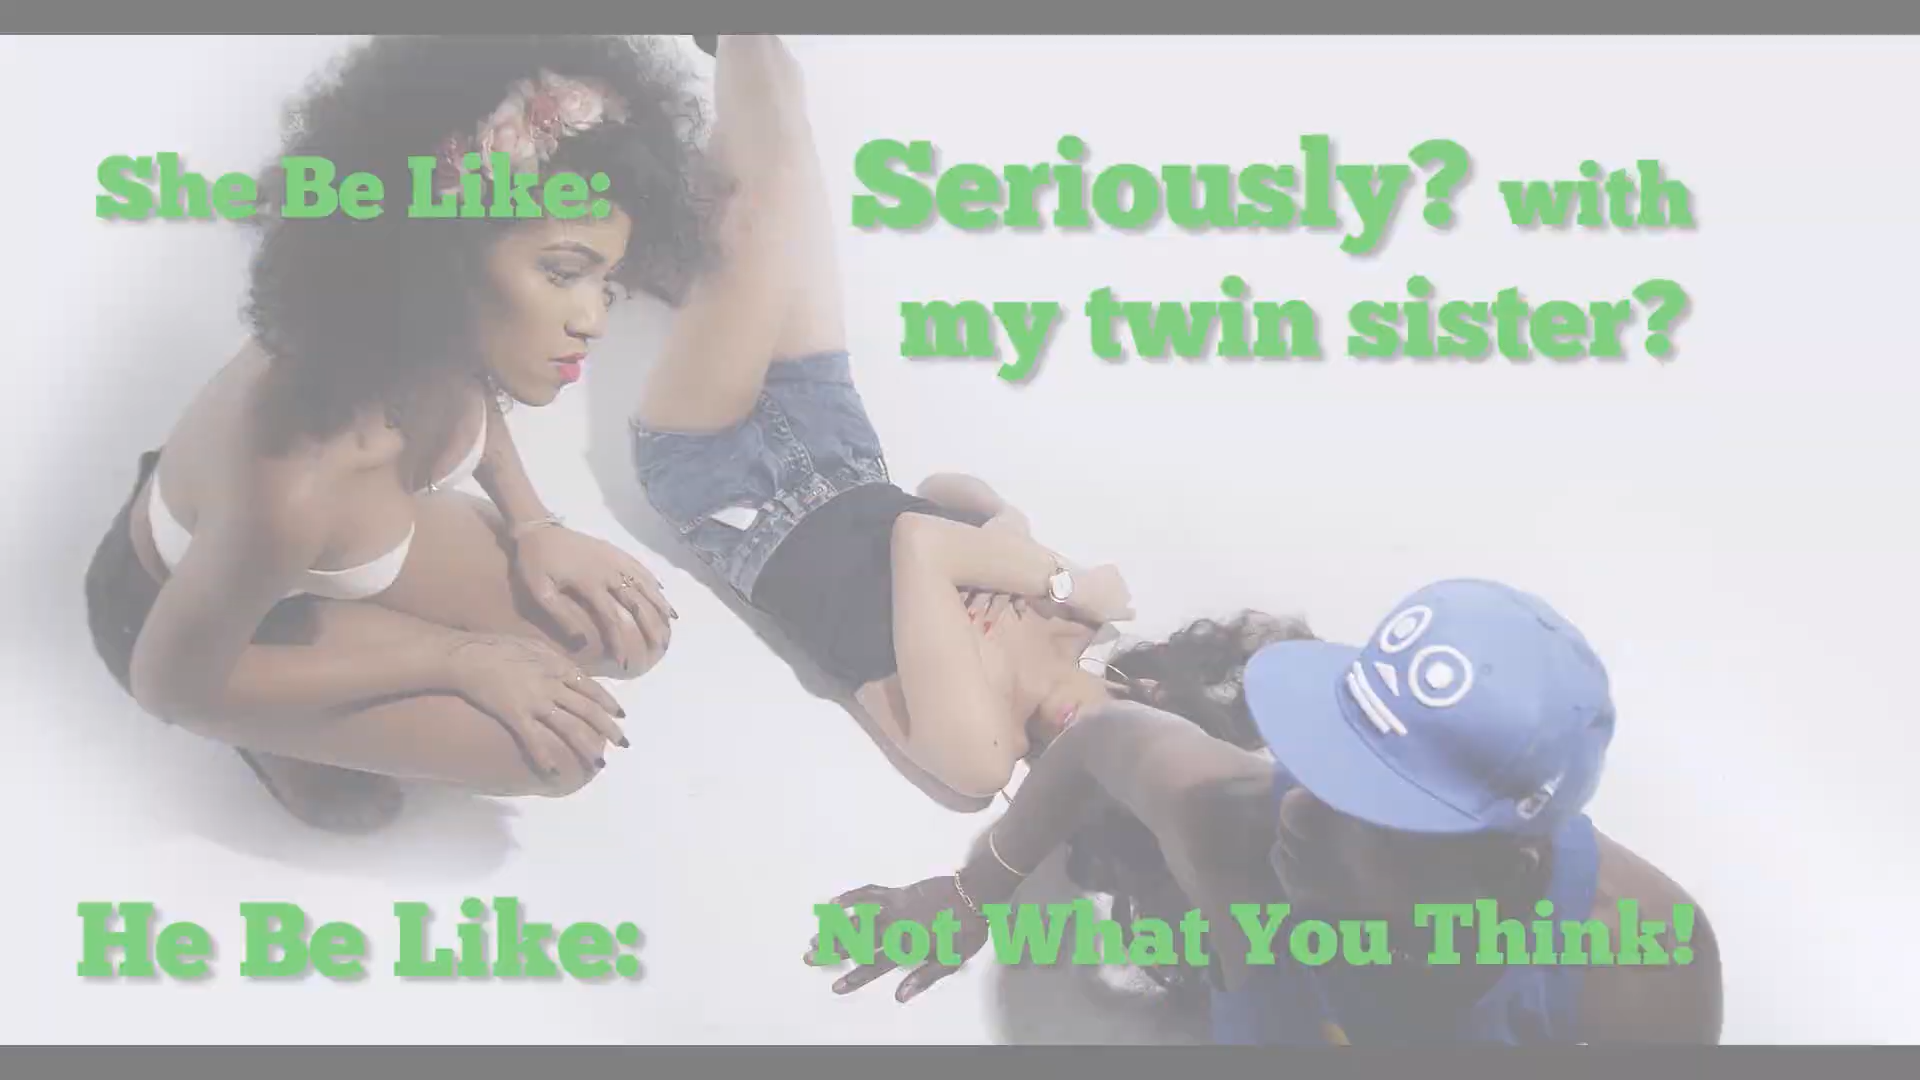 She Be Like:
Seriously? with
my twin sister?
He Be Like:
Not What You Think!